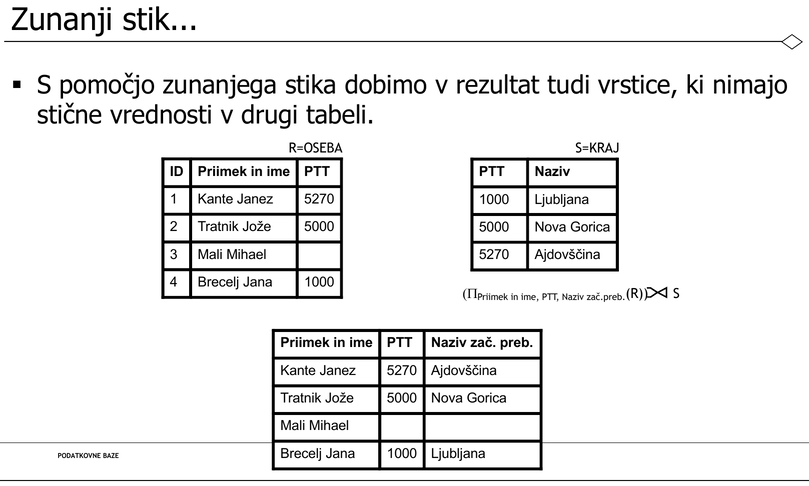 Zunanji stik...
▪ S pomočjo zunanjega stika dobimo v rezultat tudi vrstice, ki nimajo
stične vrednosti v drugi tabeli.
R=OSEBA
ID Priimek in ime PTT
1 Kante Janez 5270
2 Tratnik Jože 5000
3 Mali Mihael
4 Brecelj Jana 1000
S=KRAJ
PTT Naziv
1000 Ljubljana
5000 Nova Gorica
5270 Ajdovščina
(ΠPriimek in ime, PTT, Naziv zač.preb.(R))⋊⋉ S
Priimek in ime PTT Naziv zač. preb.
Kante Janez 5270 Ajdovščina
Tratnik Jože 5000 Nova Gorica
Mali Mihael
Brecelj Jana 1000 Ljubljana
PODATKOVNE BAZE